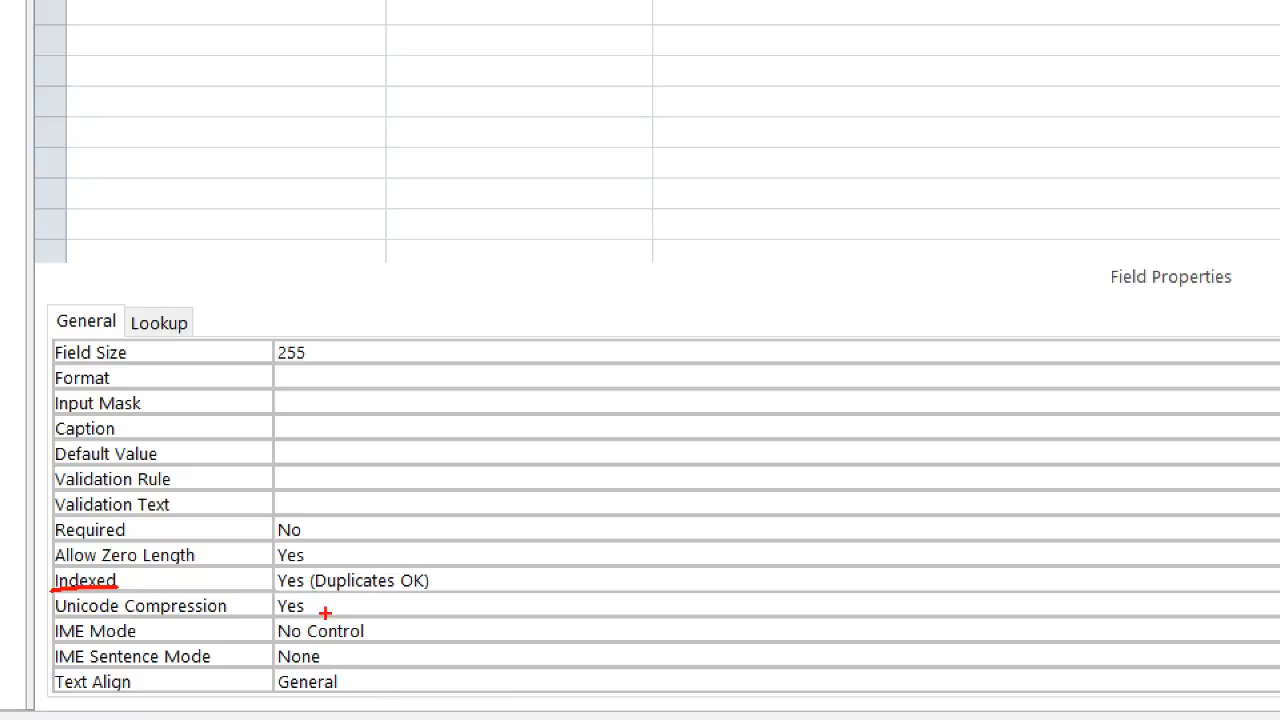 Field Properties
General Lookup
Field Size 255
Format
Input Mask
Caption
Default Value
Validation Rule
Validation Text
Required No
Allow Zero Length Yes
Indexed Yes (Duplicates OK)
Unicode Compression Yes
IME Mode No Control
IME Sentence Mode None
Text Align General